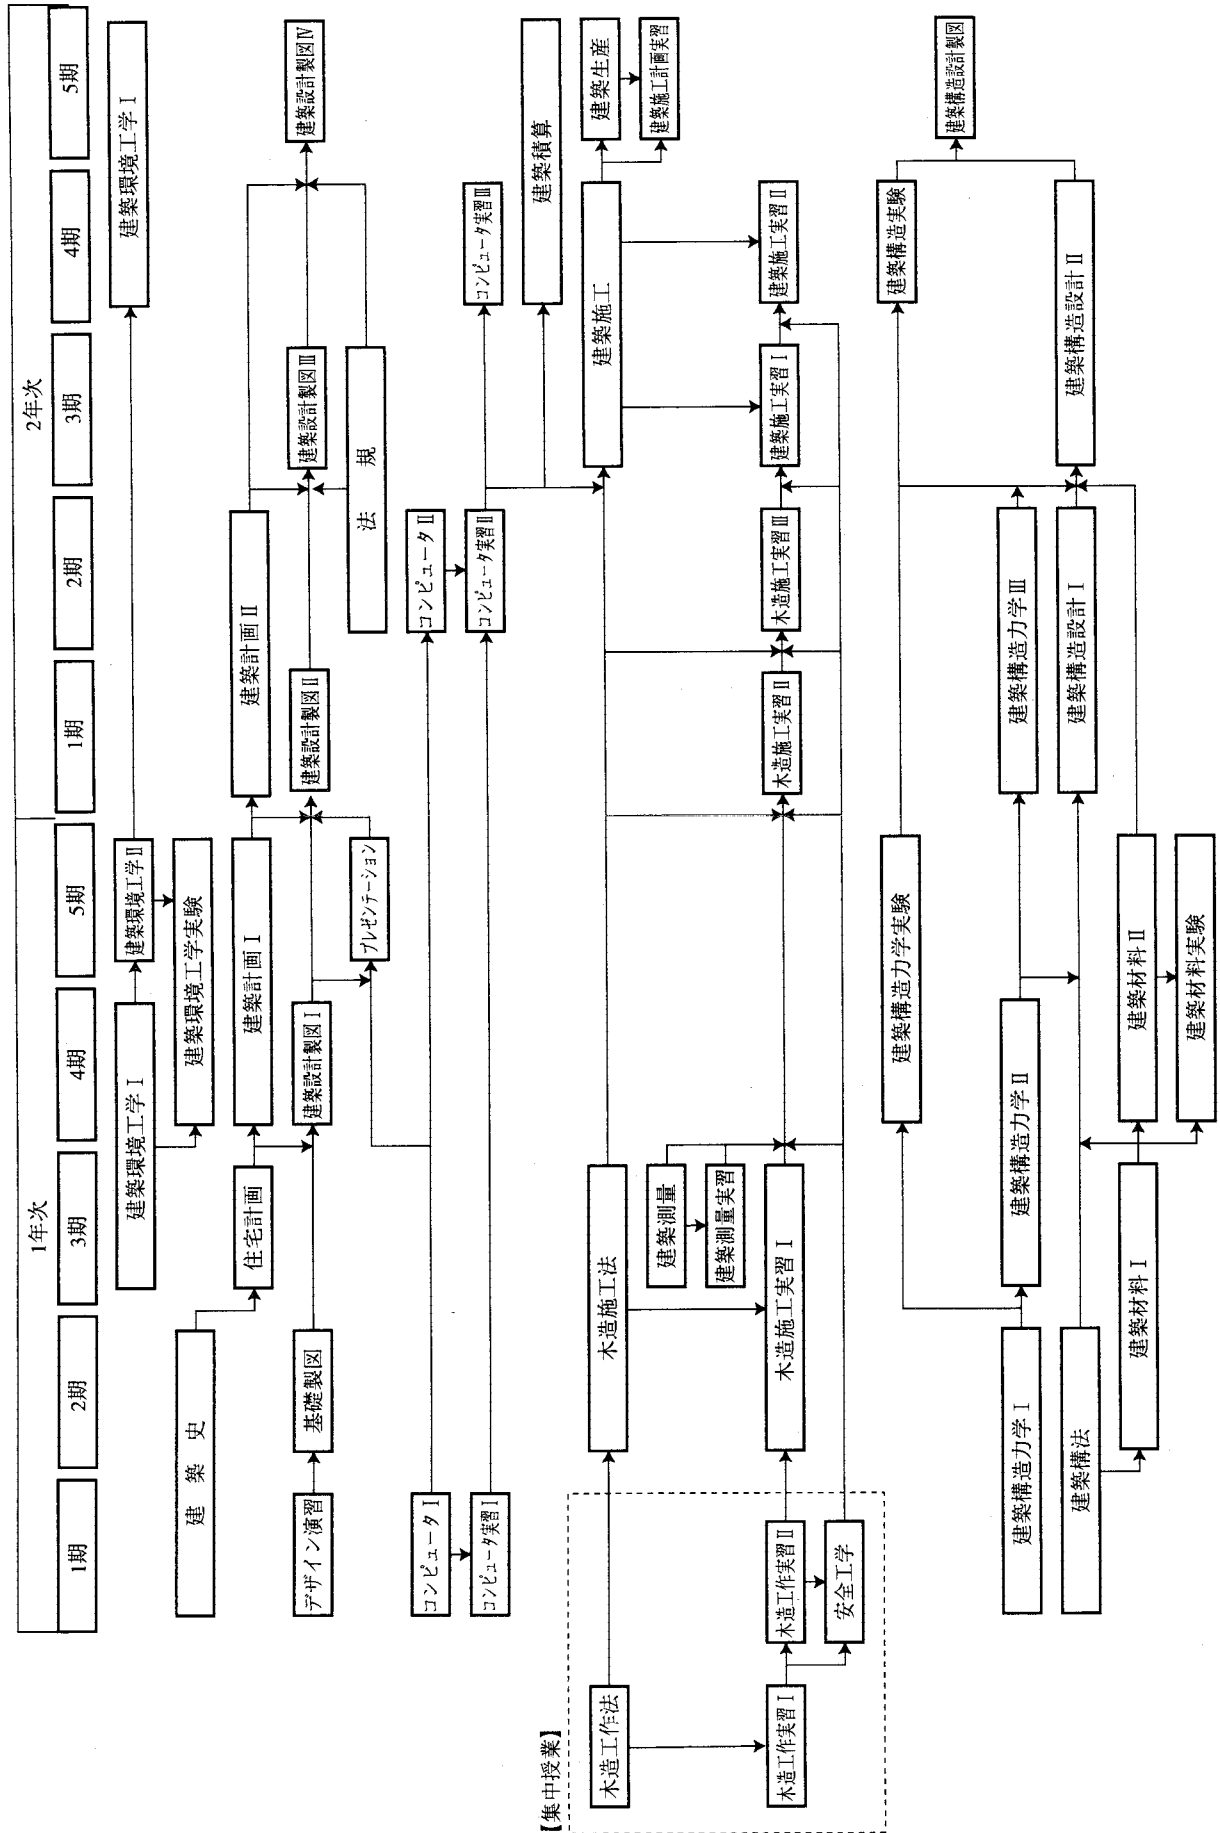 1年次
2年次
1期
2期
3期
4期
5期
1期
2期
3期
4期
5期
建築環境工学Ⅰ
建築環境工学Ⅱ
建築環境工学Ⅰ
建築環境工学実験
建築史
住宅計画
建築計画Ⅰ
建築計画Ⅱ
デザイン演習
基礎製図
建築設計製図Ⅰ
建築設計製図Ⅱ
建築設計製図Ⅲ
建築設計製図Ⅳ
プレゼンテーション
法規
コンピュータⅠ
コンピュータⅡ
コンピュータ実習Ⅰ
コンピュータ実習Ⅱ
コンピュータ実習Ⅲ
建築積算
【集中授業】
木造工作法
木造施工法
建築施工
建築生産
建築施工計画実習
建築測量
建築測量実習
木造工作実習Ⅰ
木造工作実習Ⅱ
木造施工実習Ⅰ
木造施工実習Ⅱ
木造施工実習Ⅲ
建築施工実習Ⅰ
建築施工実習Ⅱ
安全工学
建築構造力学実験
建築構造実験
建築構造設計製図
建築構造力学Ⅰ
建築構造力学Ⅱ
建築構造力学Ⅲ
建築構法
建築構造設計Ⅰ
建築構造設計Ⅱ
建築材料Ⅰ
建築材料Ⅱ
建築材料実験